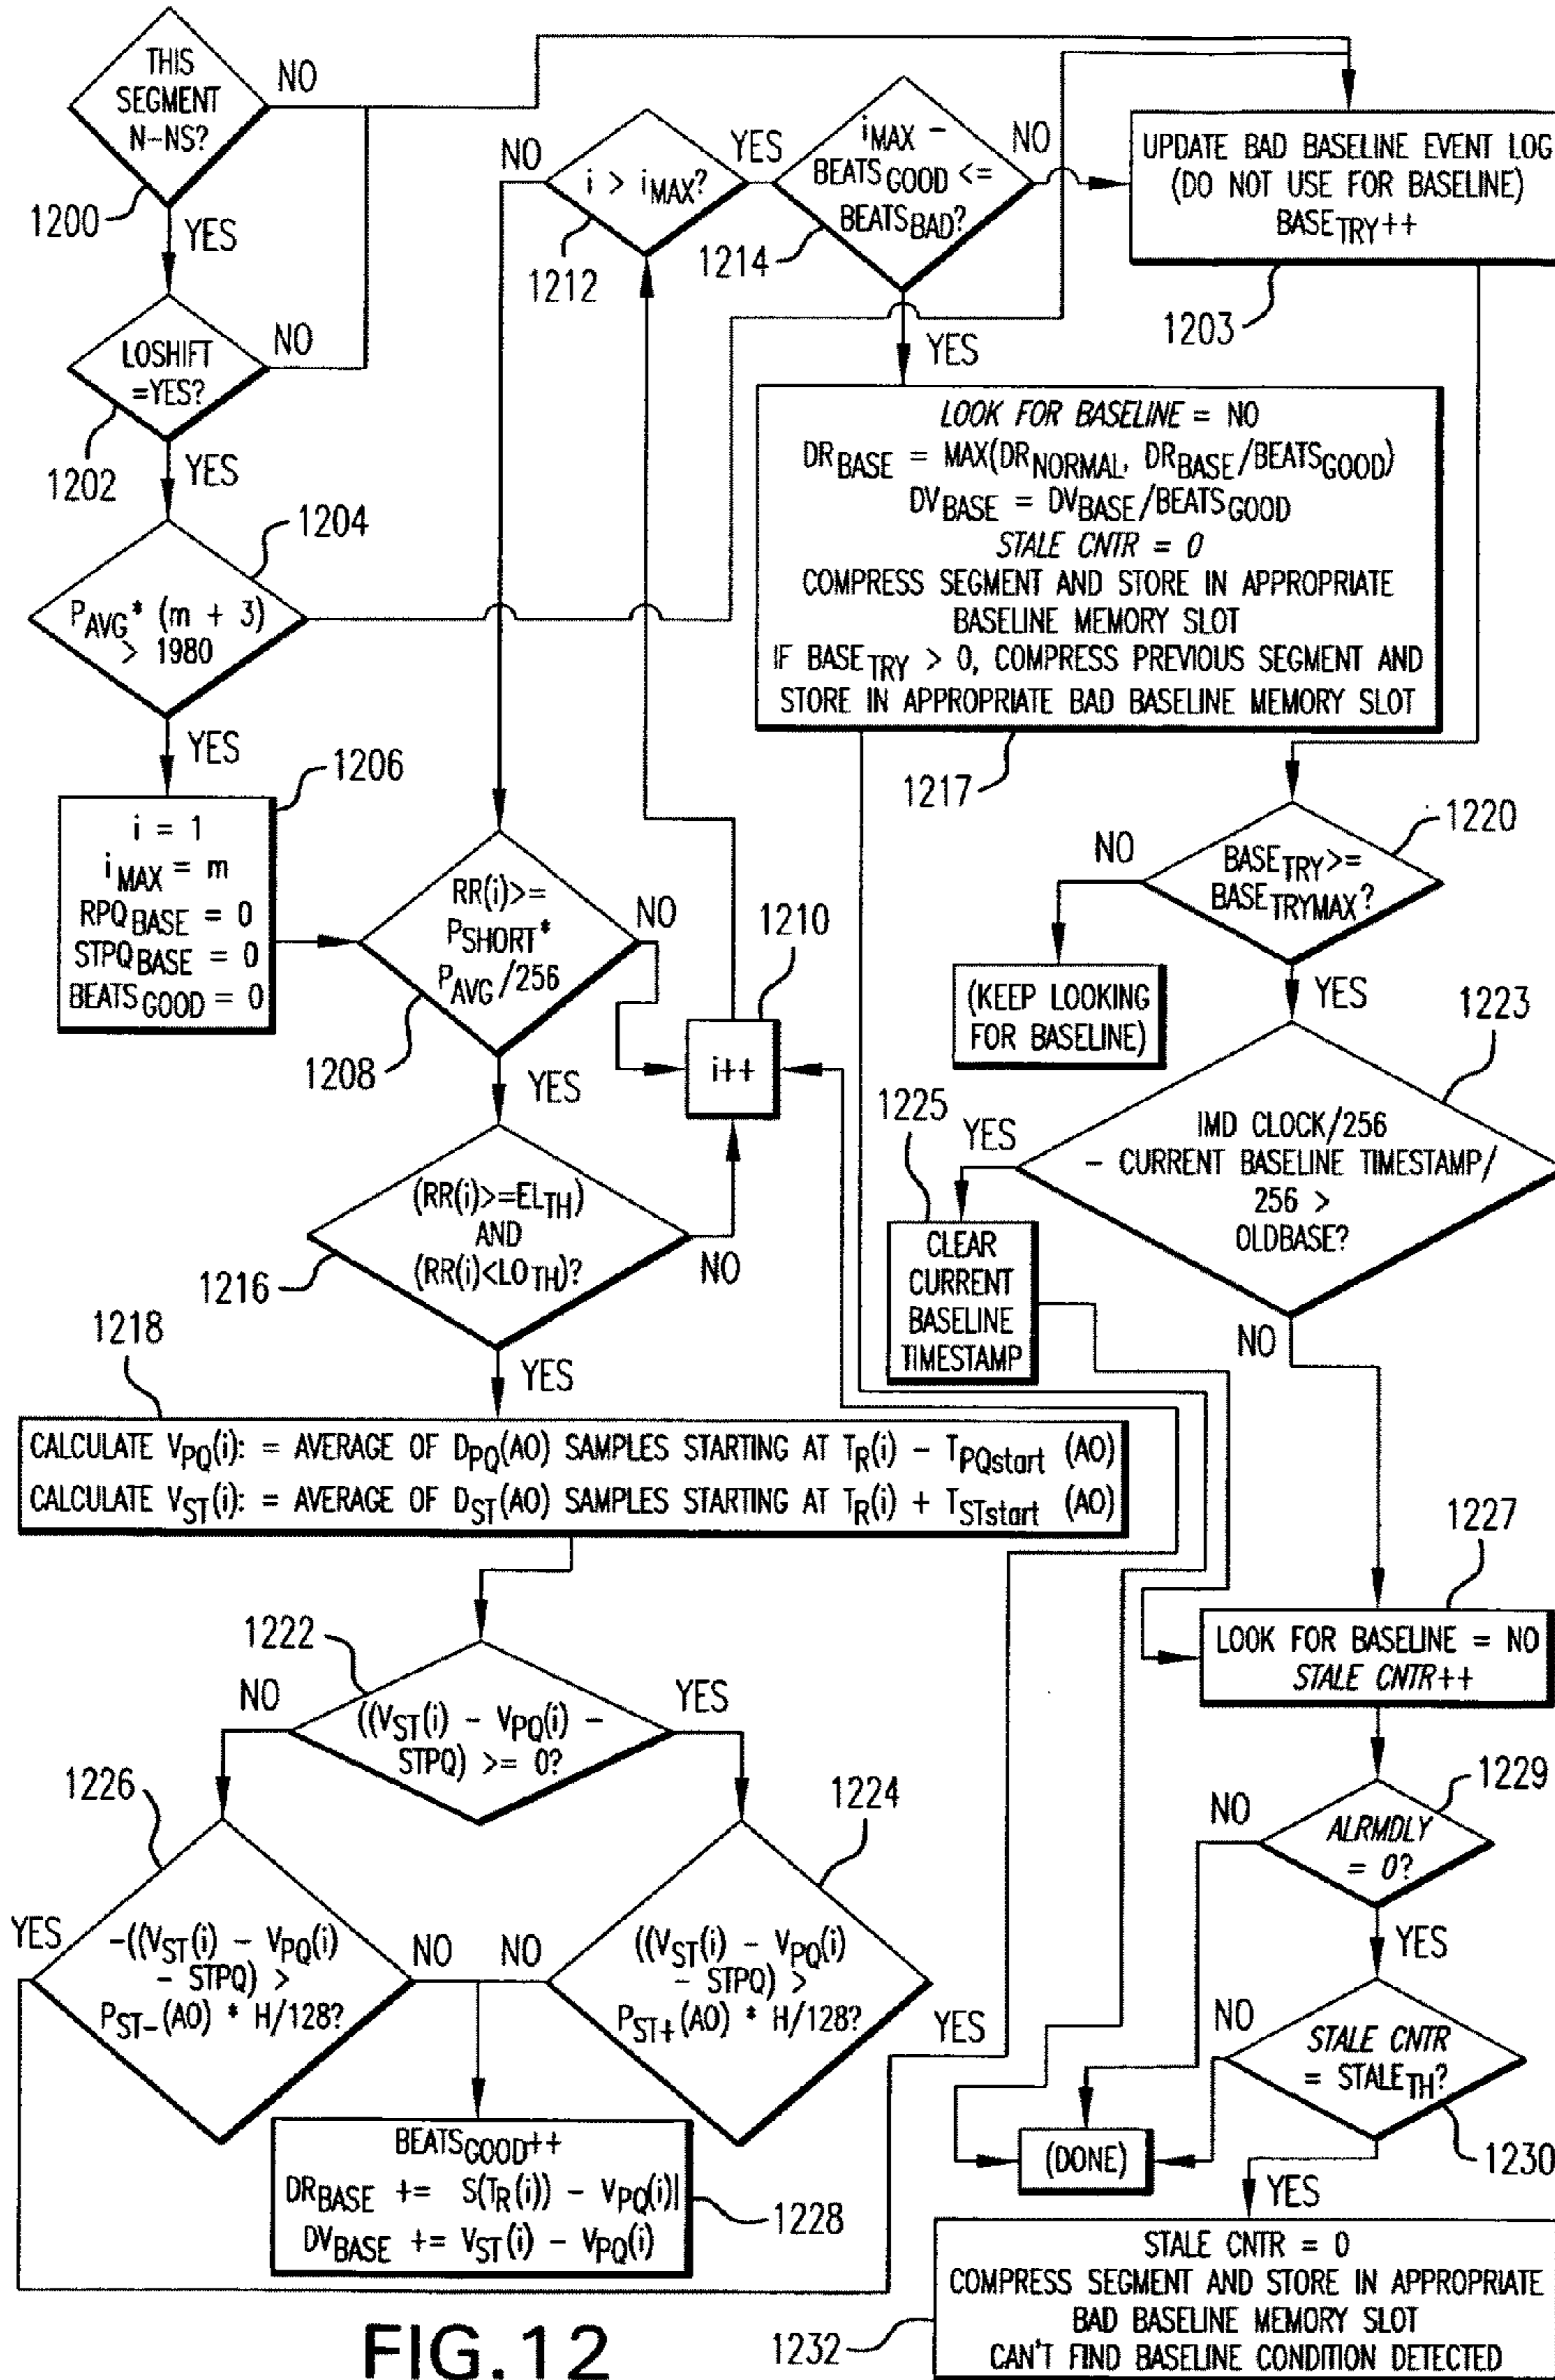 THIS
SEGMENT
N-NS?
NO
1200
YES
LOSHIFT
=YES?
NO
1202
YES
1204
P_AVG* (m + 3)
> 1980
YES
1206
i = 1
i_MAX = m
RPQ_BASE = 0
STPQ_BASE = 0
BEATS_GOOD = 0
NO
i > i_MAX?
YES
1212
i_MAX -
BEATS_GOOD <=
BEATS_BAD?
NO
1214
YES
UPDATE BAD BASELINE EVENT LOG
(DO NOT USE FOR BASELINE)
BASE_TRY++
1203
LOOK FOR BASELINE = NO
DR_BASE = MAX(DR_NORMAL, DR_BASE/BEATS_GOOD)
DV_BASE = DV_BASE/BEATS_GOOD
STALE CNTR = 0
COMPRESS SEGMENT AND STORE IN APPROPRIATE
BASELINE MEMORY SLOT
IF BASE_TRY > 0, COMPRESS PREVIOUS SEGMENT AND
STORE IN APPROPRIATE BAD BASELINE MEMORY SLOT
1217
RR(i)>=
P_SHORT*
P_AVG/256
NO
1208
YES
1210
i++
(RR(i)>=EL_TH)
AND
(RR(i)<LO_TH)?
NO
1216
YES
1218
CALCULATE V_PQ(i): = AVERAGE OF D_PQ(AO) SAMPLES STARTING AT T_R(i) - T_PQstart (AO)
CALCULATE V_ST(i): = AVERAGE OF D_ST(AO) SAMPLES STARTING AT T_R(i) + T_STstart (AO)
1220
BASE_TRY>=
BASE_TRYMAX?
NO
YES
(KEEP LOOKING
FOR BASELINE)
1223
IMD CLOCK/256
- CURRENT BASELINE TIMESTAMP/
256 >
OLDBASE?
YES
NO
1225
CLEAR
CURRENT
BASELINE
TIMESTAMP
1222
NO
YES
((V_ST(i) - V_PQ(i) -
STPQ) >= 0?
1226
YES
-((V_ST(i) - V_PQ(i)
- STPQ) >
P_ST-(AO) * H/128?
NO
1224
NO
((V_ST(i) - V_PQ(i)
- STPQ) >
P_ST+(AO) * H/128?
YES
BEATS_GOOD++
DR_BASE += S(T_R(i)) - V_PQ(i)|
DV_BASE += V_ST(i) - V_PQ(i)
1228
1227
LOOK FOR BASELINE = NO
STALE CNTR++
1229
NO
ALRMDLY
= 0?
YES
NO
STALE CNTR
= STALE_TH?
1230
YES
(DONE)
STALE CNTR = 0
COMPRESS SEGMENT AND STORE IN APPROPRIATE
BAD BASELINE MEMORY SLOT
CAN'T FIND BASELINE CONDITION DETECTED
1232
FIG.12